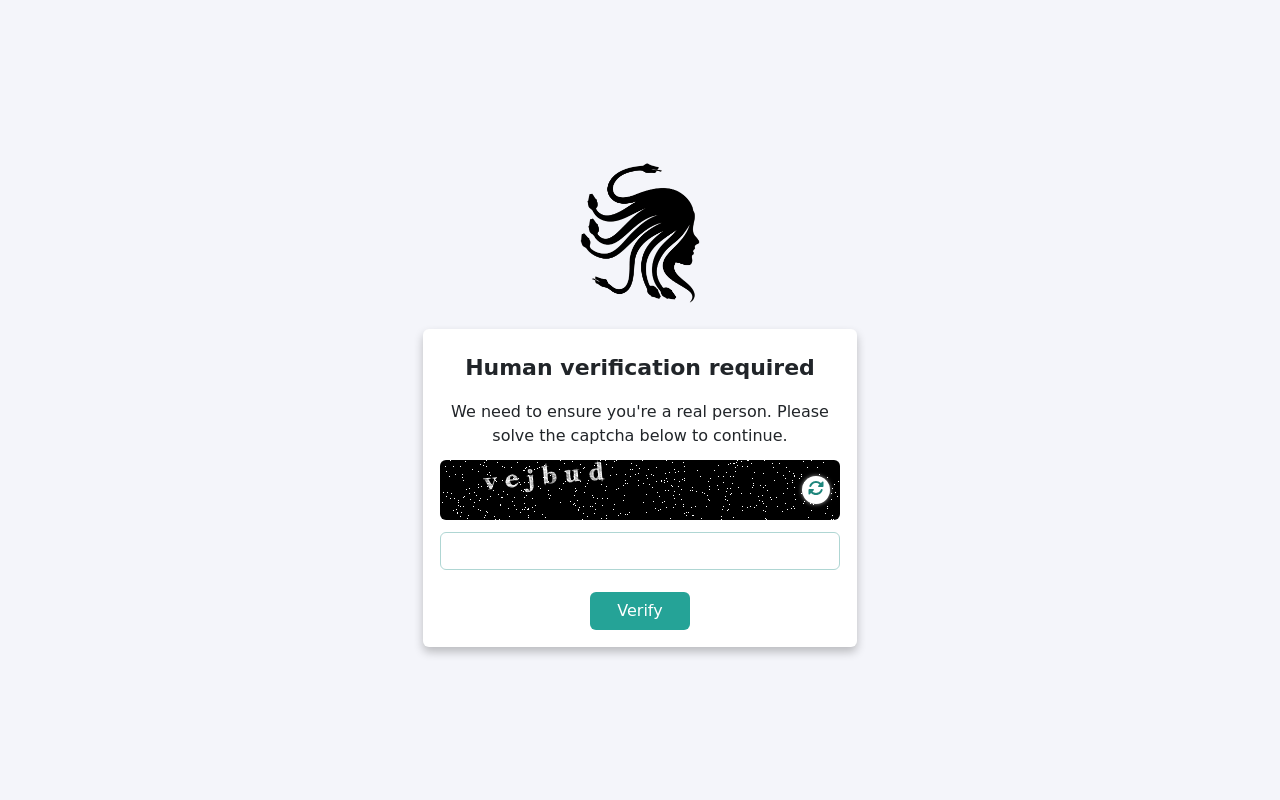 Human verification required
We need to ensure you're a real person. Please
solve the captcha below to continue.
vejbud
Verify